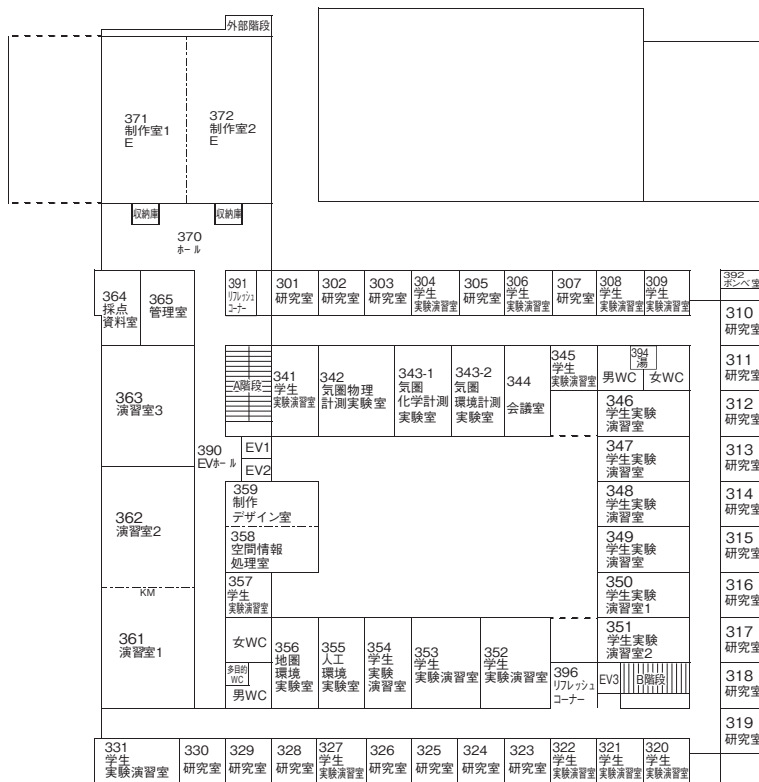 外部階段
371
制作室1
E
372
制作室2
E
収納庫
収納庫
370
ホール
364
採点
資料室
365
管理室
391
リフレッシュ
コーナー
301
研究室
302
研究室
303
研究室
304
学生
実験演習室
305
研究室
306
学生
実験演習室
307
研究室
308
学生
実験演習室
309
学生
実験演習室
392
ボンベ室
310
研究室
311
研究室
312
研究室
313
研究室
314
研究室
315
研究室
316
研究室
317
研究室
318
研究室
319
研究室
363
演習室3
A階段
341
学生
実験演習室
342
気圏物理
計測実験室
343-1
気圏
化学計測
実験室
343-2
気圏
環境計測
実験室
344
会議室
345
学生
実験演習室
394
湯
男WC
女WC
346
学生実験
演習室
347
学生実験
演習室
348
学生実験
演習室
349
学生実験
演習室
350
学生実験
演習室1
351
学生実験
演習室2
390
EVホール
EV1
EV2
359
制作
デザイン室
358
空間情報
処理室
357
学生
実験演習室
362
演習室2
KM
361
演習室1
女WC
多目的
WC
男WC
356
地圏
環境
実験室
355
人工
環境
実験室
354
学生
実験
演習室
353
学生
実験演習室
352
学生
実験演習室
396
リフレッシュ
コーナー
EV3
B階段
331
学生
実験演習室
330
研究室
329
研究室
328
研究室
327
学生
実験演習室
326
研究室
325
研究室
324
研究室
323
研究室
322
学生
実験演習室
321
学生
実験演習室
320
学生
実験演習室